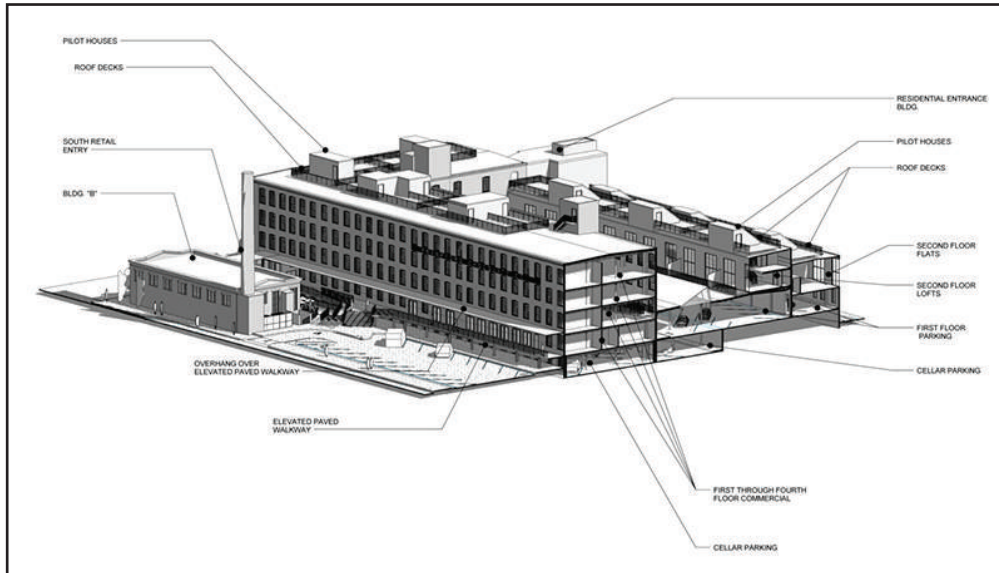 PILOT HOUSES
ROOF DECKS
SOUTH RETAIL
ENTRY
BLDG. "B"
OVERHANG OVER
ELEVATED PAVED WALKWAY
ELEVATED PAVED
WALKWAY
RESIDENTIAL ENTRANCE
BLDG.
PILOT HOUSES
ROOF DECKS
SECOND FLOOR
FLATS
SECOND FLOOR
LOFTS
FIRST FLOOR
PARKING
CELLAR PARKING
FIRST THROUGH FOURTH
FLOOR COMMERCIAL
CELLAR PARKING